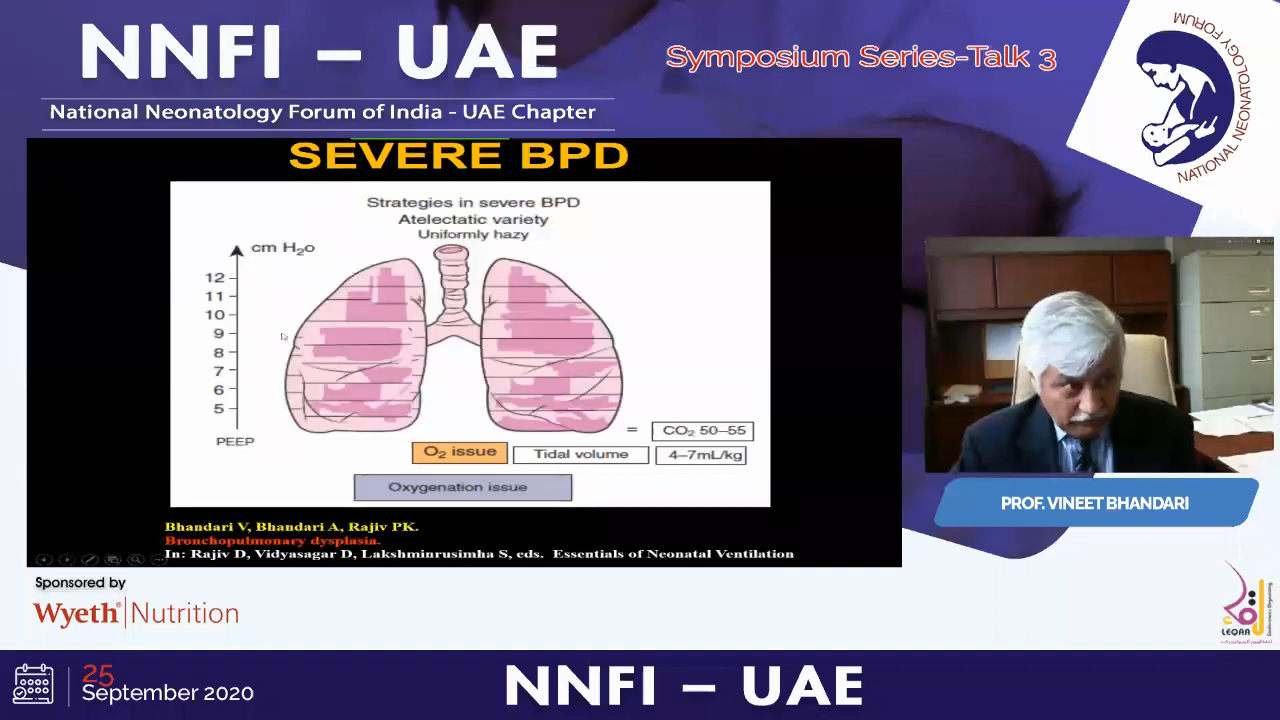 NNFI – UAE
National Neonatology Forum of India - UAE Chapter
Symposium Series-Talk 3
NATIONAL NEONATOLOGY FORUM
SEVERE BPD
Strategies in severe BPD
Atelectatic variety
Uniformly hazy
cm H₂o
12
11
10
9
8
7
6
5
PEEP
= CO₂ 50–55
O₂ issue
Tidal volume
4–7mL/kg
Oxygenation issue
Bhandari V, Bhandari A, Rajiv PK.
Bronchopulmonary dysplasia.
In: Rajiv D, Vidyasagar D, Lakshminrusimha S, eds. Essentials of Neonatal Ventilation
PROF. VINEET BHANDARI
Sponsored by
Wyeth® Nutrition
LEQAA
25
September 2020
NNFI – UAE